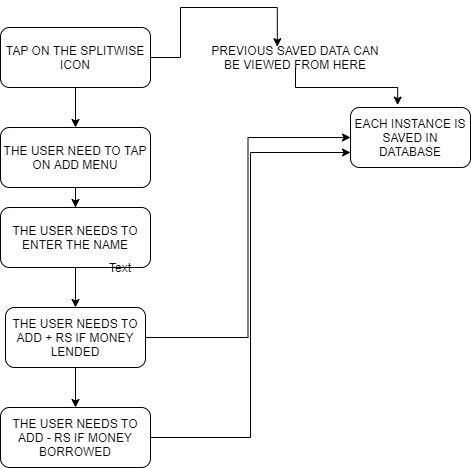 TAP ON THE SPLITWISE
ICON
PREVIOUS SAVED DATA CAN
BE VIEWED FROM HERE
EACH INSTANCE IS
SAVED IN
DATABASE
THE USER NEED TO TAP
ON ADD MENU
THE USER NEEDS TO
ENTER THE NAME
Text
THE USER NEEDS TO
ADD + RS IF MONEY
LENDED
THE USER NEEDS TO
ADD - RS IF MONEY
BORROWED